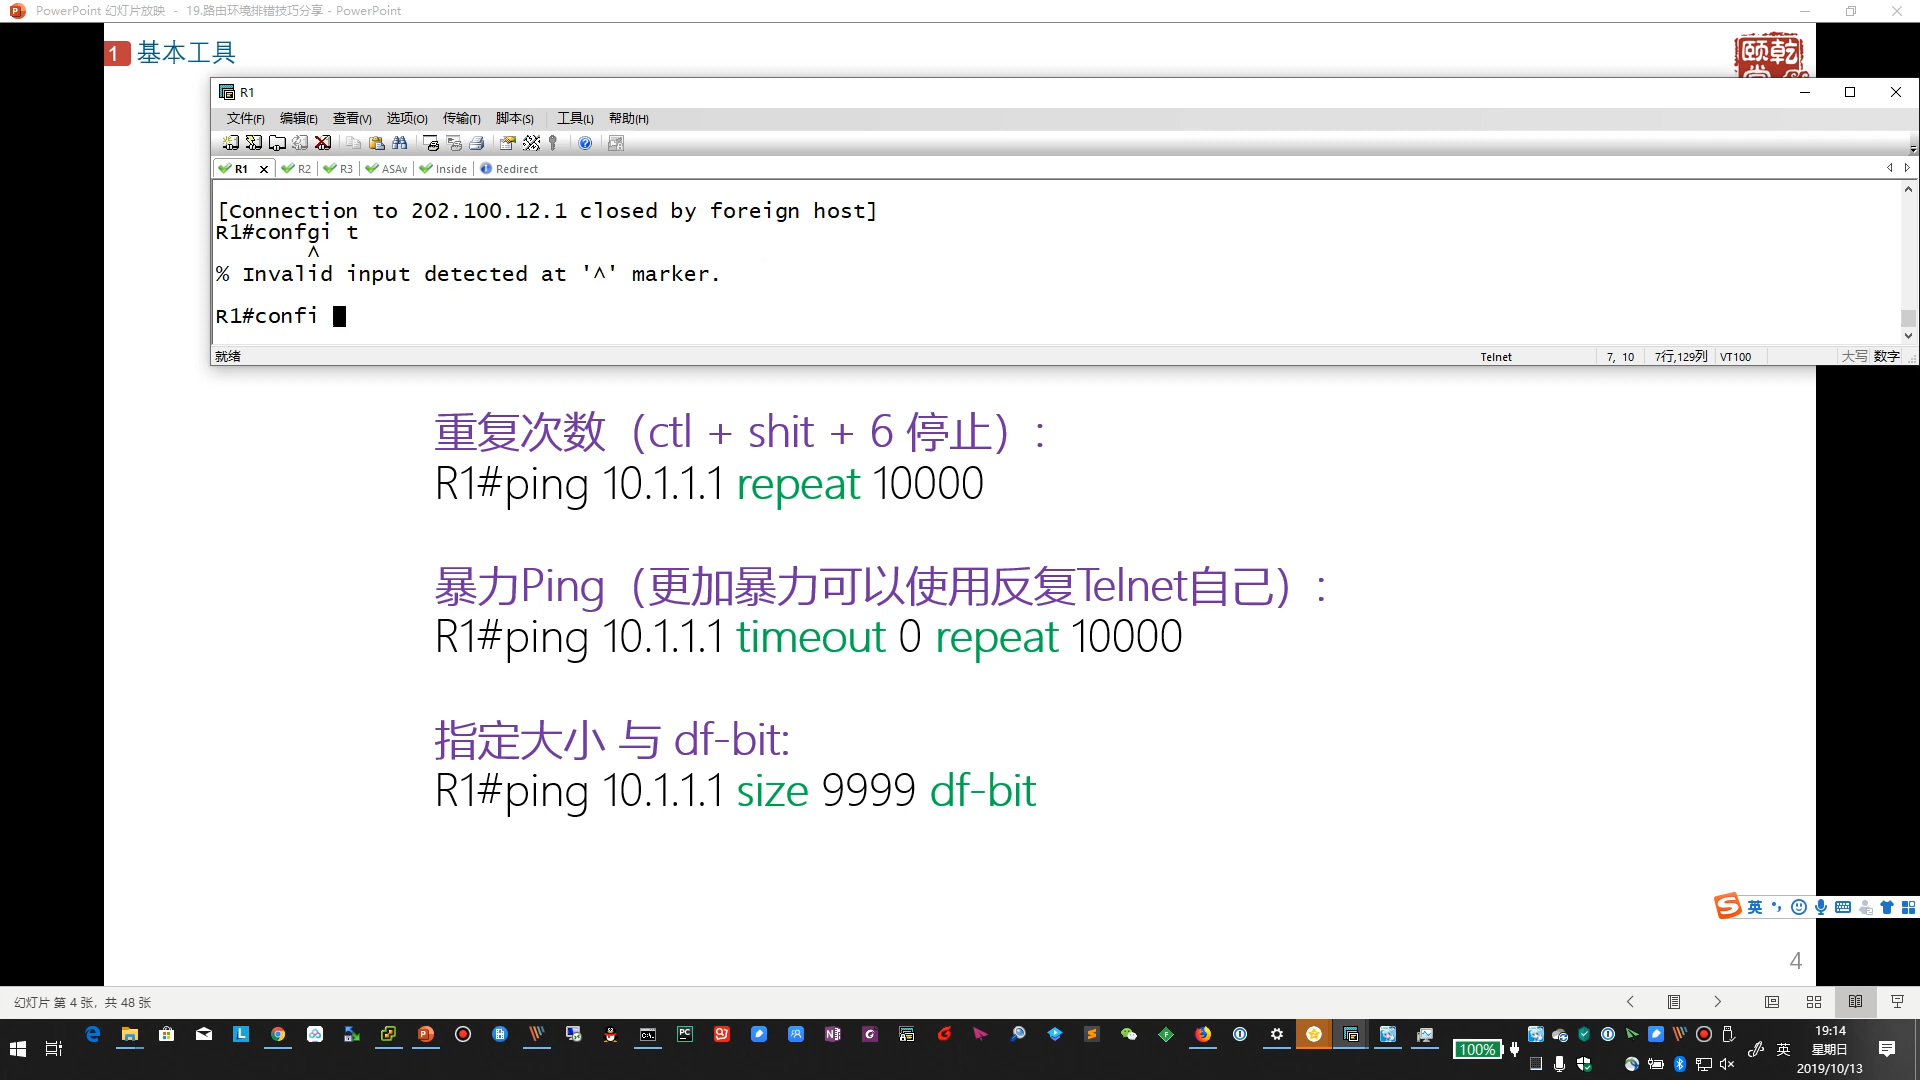 PowerPoint 幻灯片放映 - 19.路由环境排错技巧分享 - PowerPoint
1 基本工具
颐乾堂
R1
文件(F) 编辑(E) 查看(V) 选项(O) 传输(T) 脚本(S) 工具(L) 帮助(H)
R1 R2 R3 ASAv Inside Redirect
[Connection to 202.100.12.1 closed by foreign host]
R1#confgi t
^
% Invalid input detected at '^' marker.
R1#confi
就绪 Telnet 7, 10 7行,129列 VT100 大写 数字
重复次数（ctl + shit + 6 停止）:
R1#ping 10.1.1.1 repeat 10000
暴力Ping（更加暴力可以使用反复Telnet自己）:
R1#ping 10.1.1.1 timeout 0 repeat 10000
指定大小 与 df-bit:
R1#ping 10.1.1.1 size 9999 df-bit
英
4
幻灯片 第 4 张，共 48 张
100%
英
19:14
星期日
2019/10/13